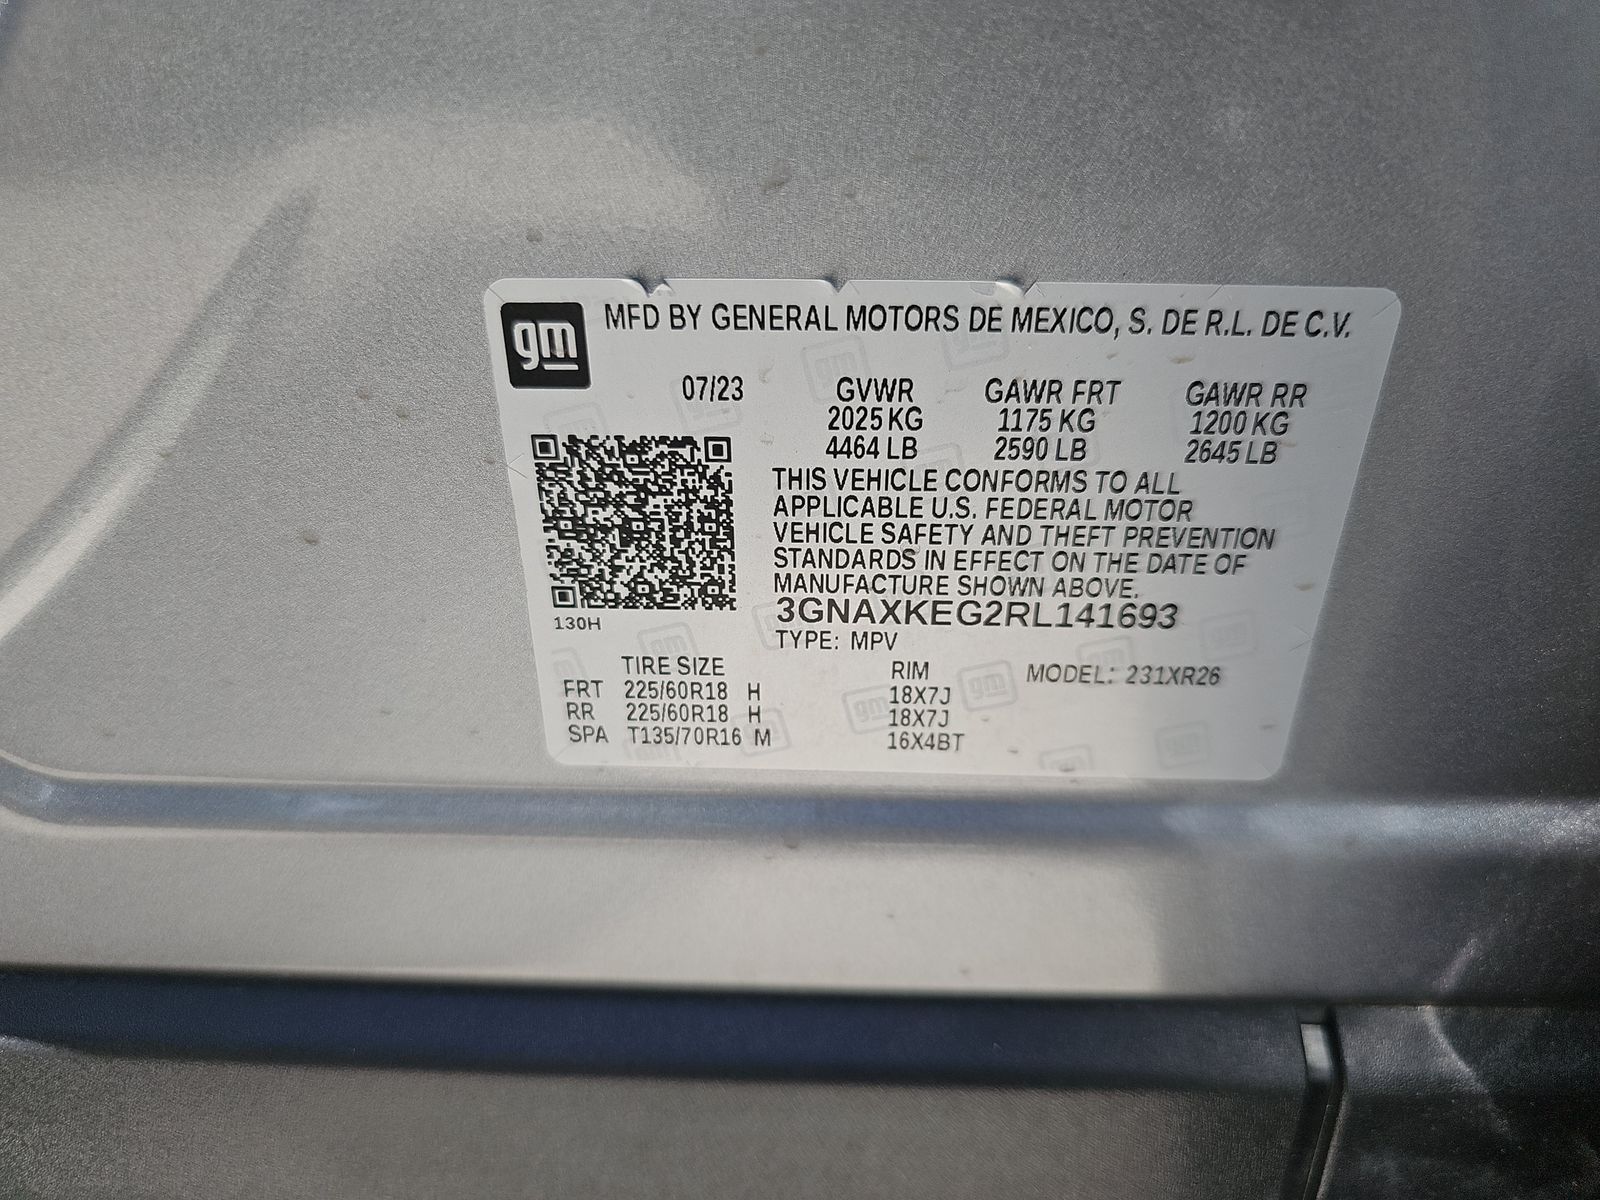 gm
MFD BY GENERAL MOTORS DE MEXICO, S. DE R.L. DE C.V.
07/23 GVWR GAWR FRT GAWR RR
2025 KG 1175 KG 1200 KG
4464 LB 2590 LB 2645 LB
THIS VEHICLE CONFORMS TO ALL
APPLICABLE U.S. FEDERAL MOTOR
VEHICLE SAFETY AND THEFT PREVENTION
STANDARDS IN EFFECT ON THE DATE OF
MANUFACTURE SHOWN ABOVE.
3GNAXKEG2RL141693
130H
TYPE: MPV
TIRE SIZE RIM MODEL: 231XR26
FRT 225/60R18 H 18X7J
RR 225/60R18 H 18X7J
SPA T135/70R16 M 16X4BT